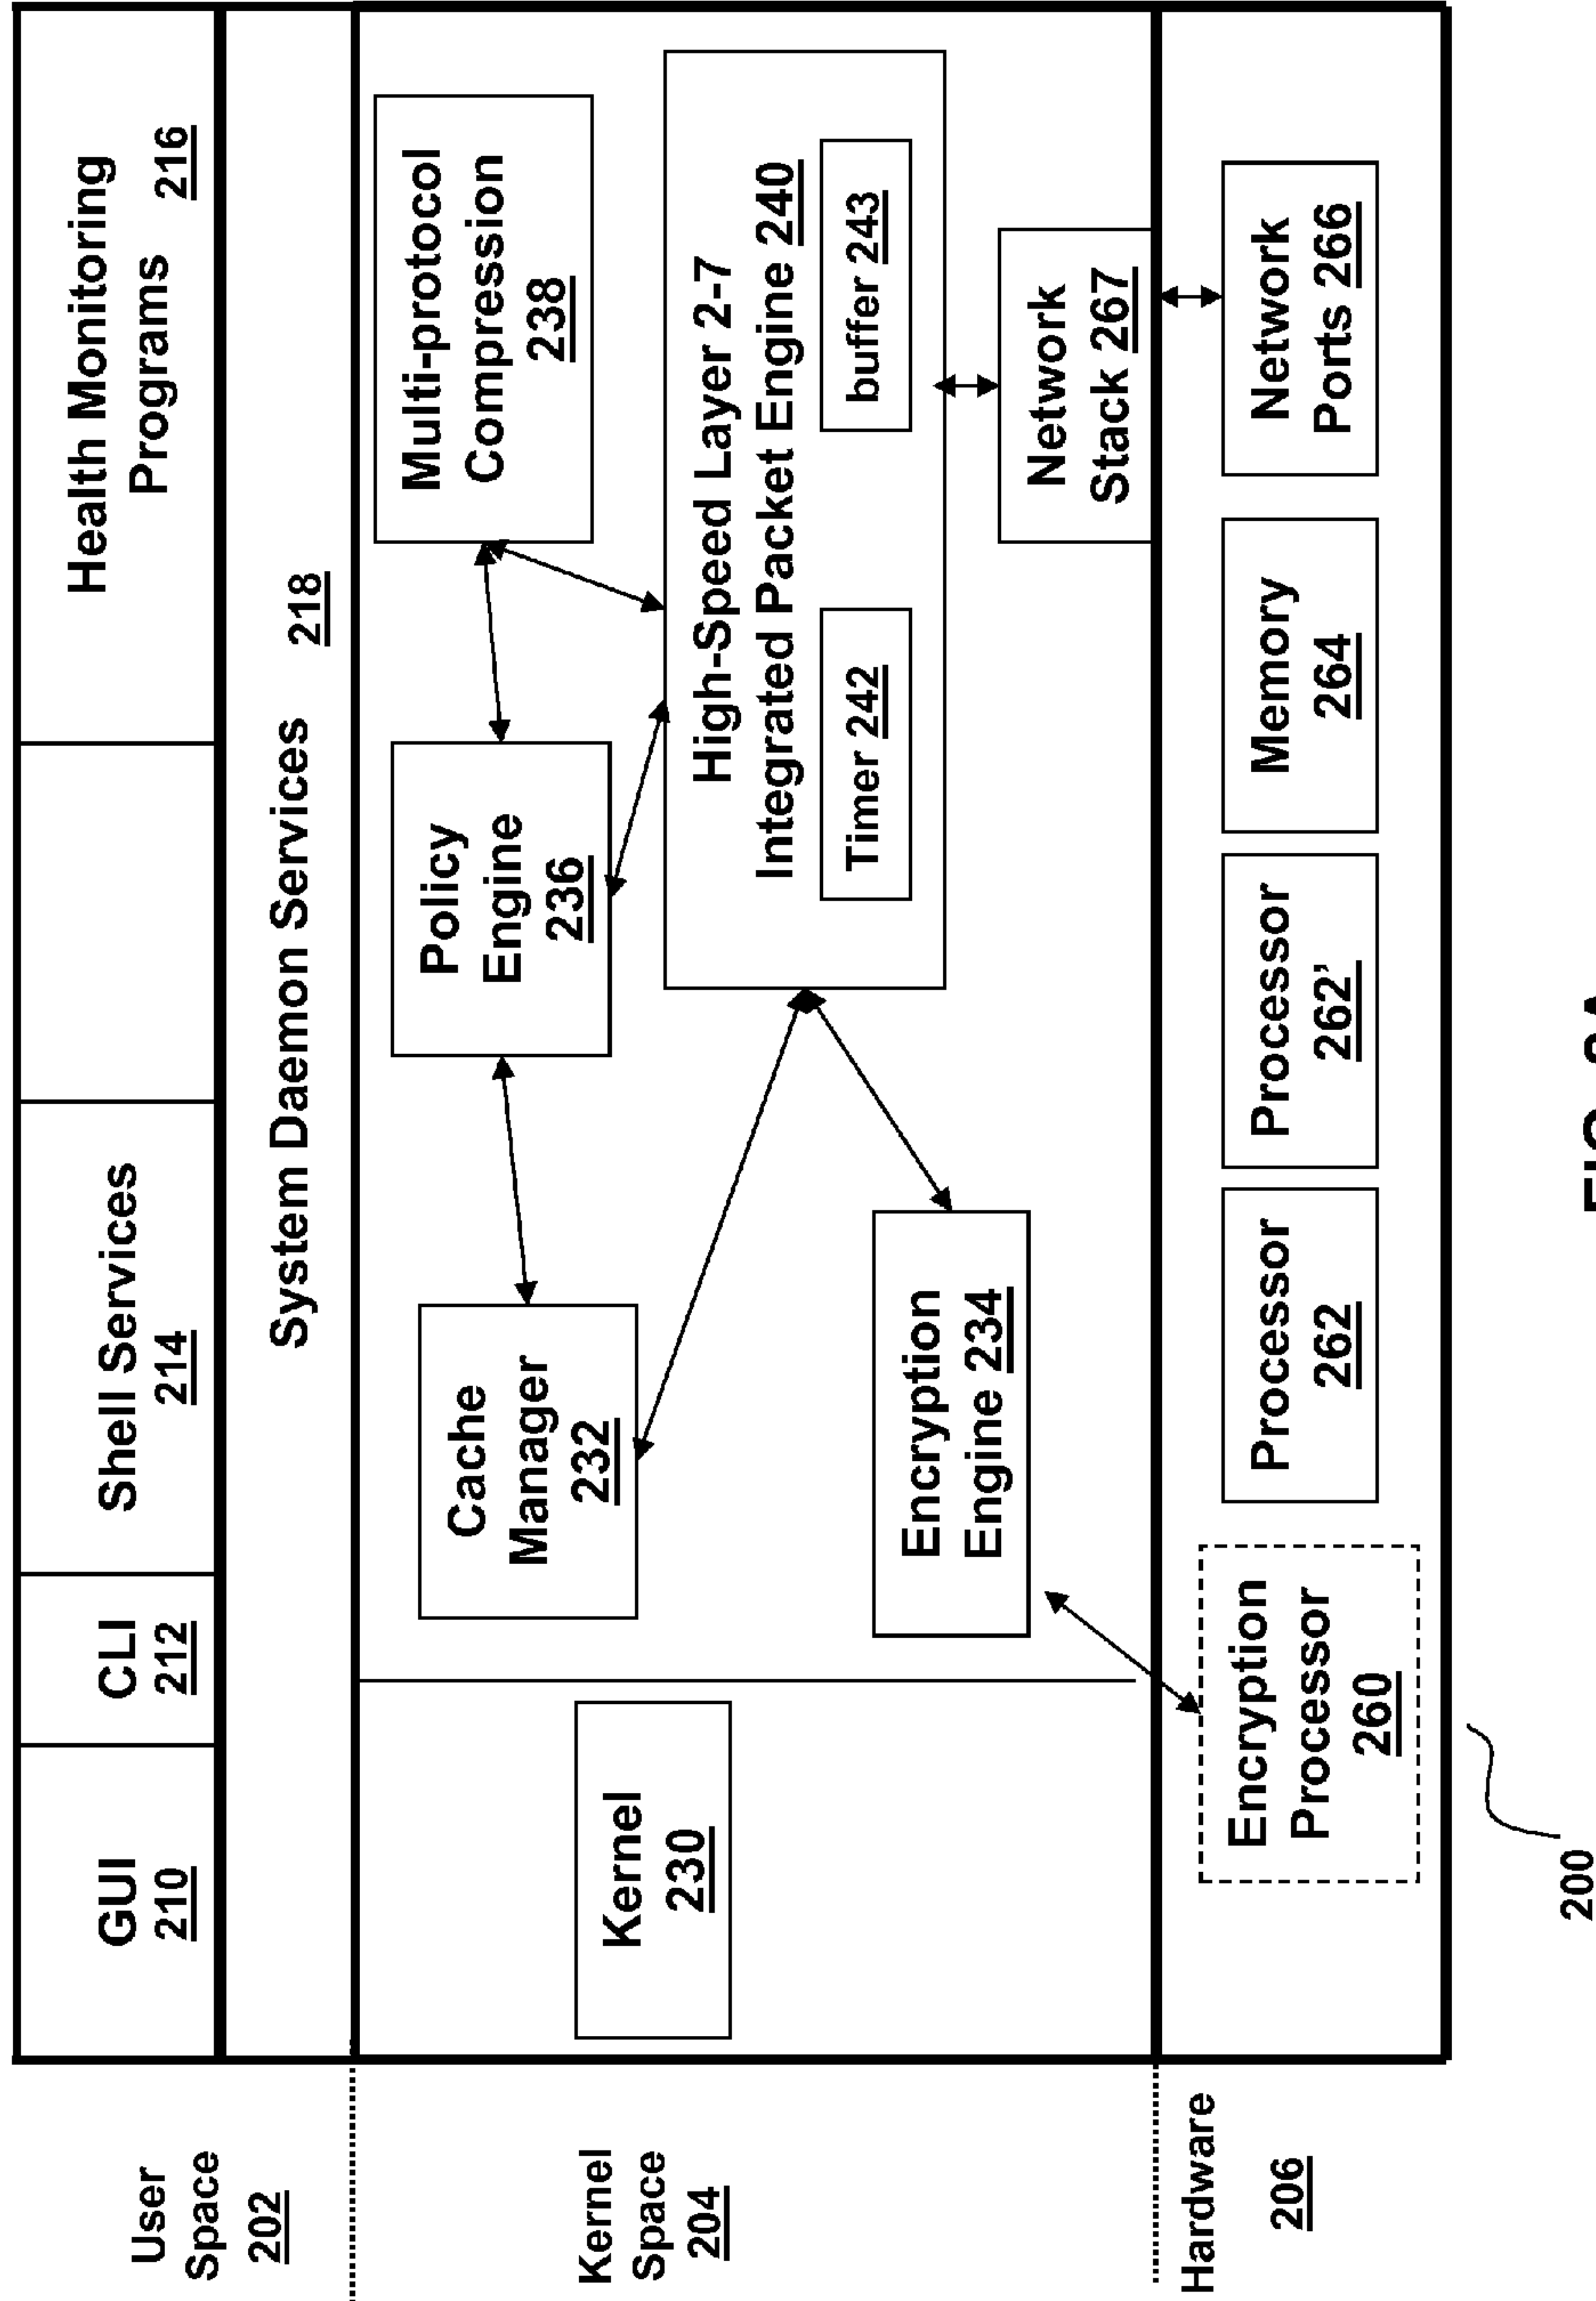 User
Space
202
GUI
210
CLI
212
Shell Services
214
Health Monitoring
Programs 216
System Daemon Services 218
Kernel
Space
204
Kernel
230
Cache
Manager
232
Policy
Engine
236
Multi-protocol
Compression
238
High-Speed Layer 2-7
Integrated Packet Engine 240
Timer 242
buffer 243
Encryption
Engine 234
Network
Stack 267
Hardware
206
Encryption
Processor
260
Processor
262
Processor
262’
Memory
264
Network
Ports 266
200